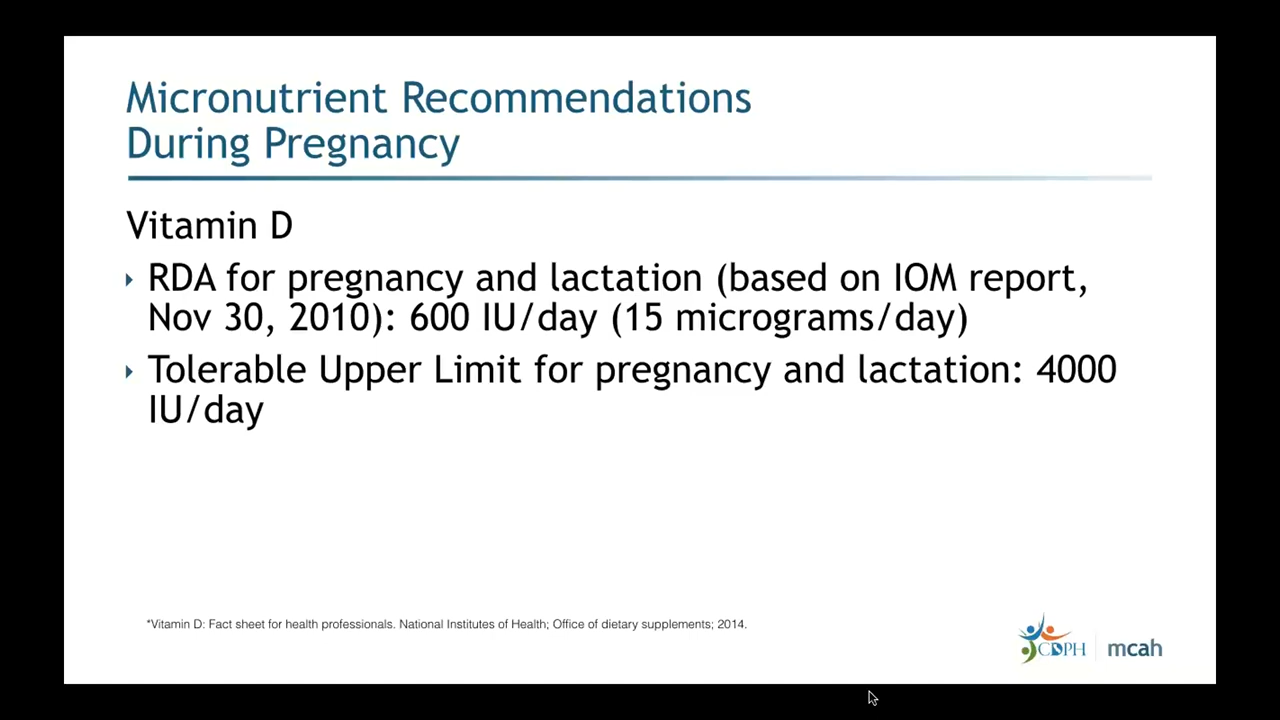 Micronutrient Recommendations
During Pregnancy
Vitamin D
RDA for pregnancy and lactation (based on IOM report,
Nov 30, 2010): 600 IU/day (15 micrograms/day)
Tolerable Upper Limit for pregnancy and lactation: 4000
IU/day
*Vitamin D: Fact sheet for health professionals. National Institutes of Health; Office of dietary supplements; 2014.
CDPH | mcah